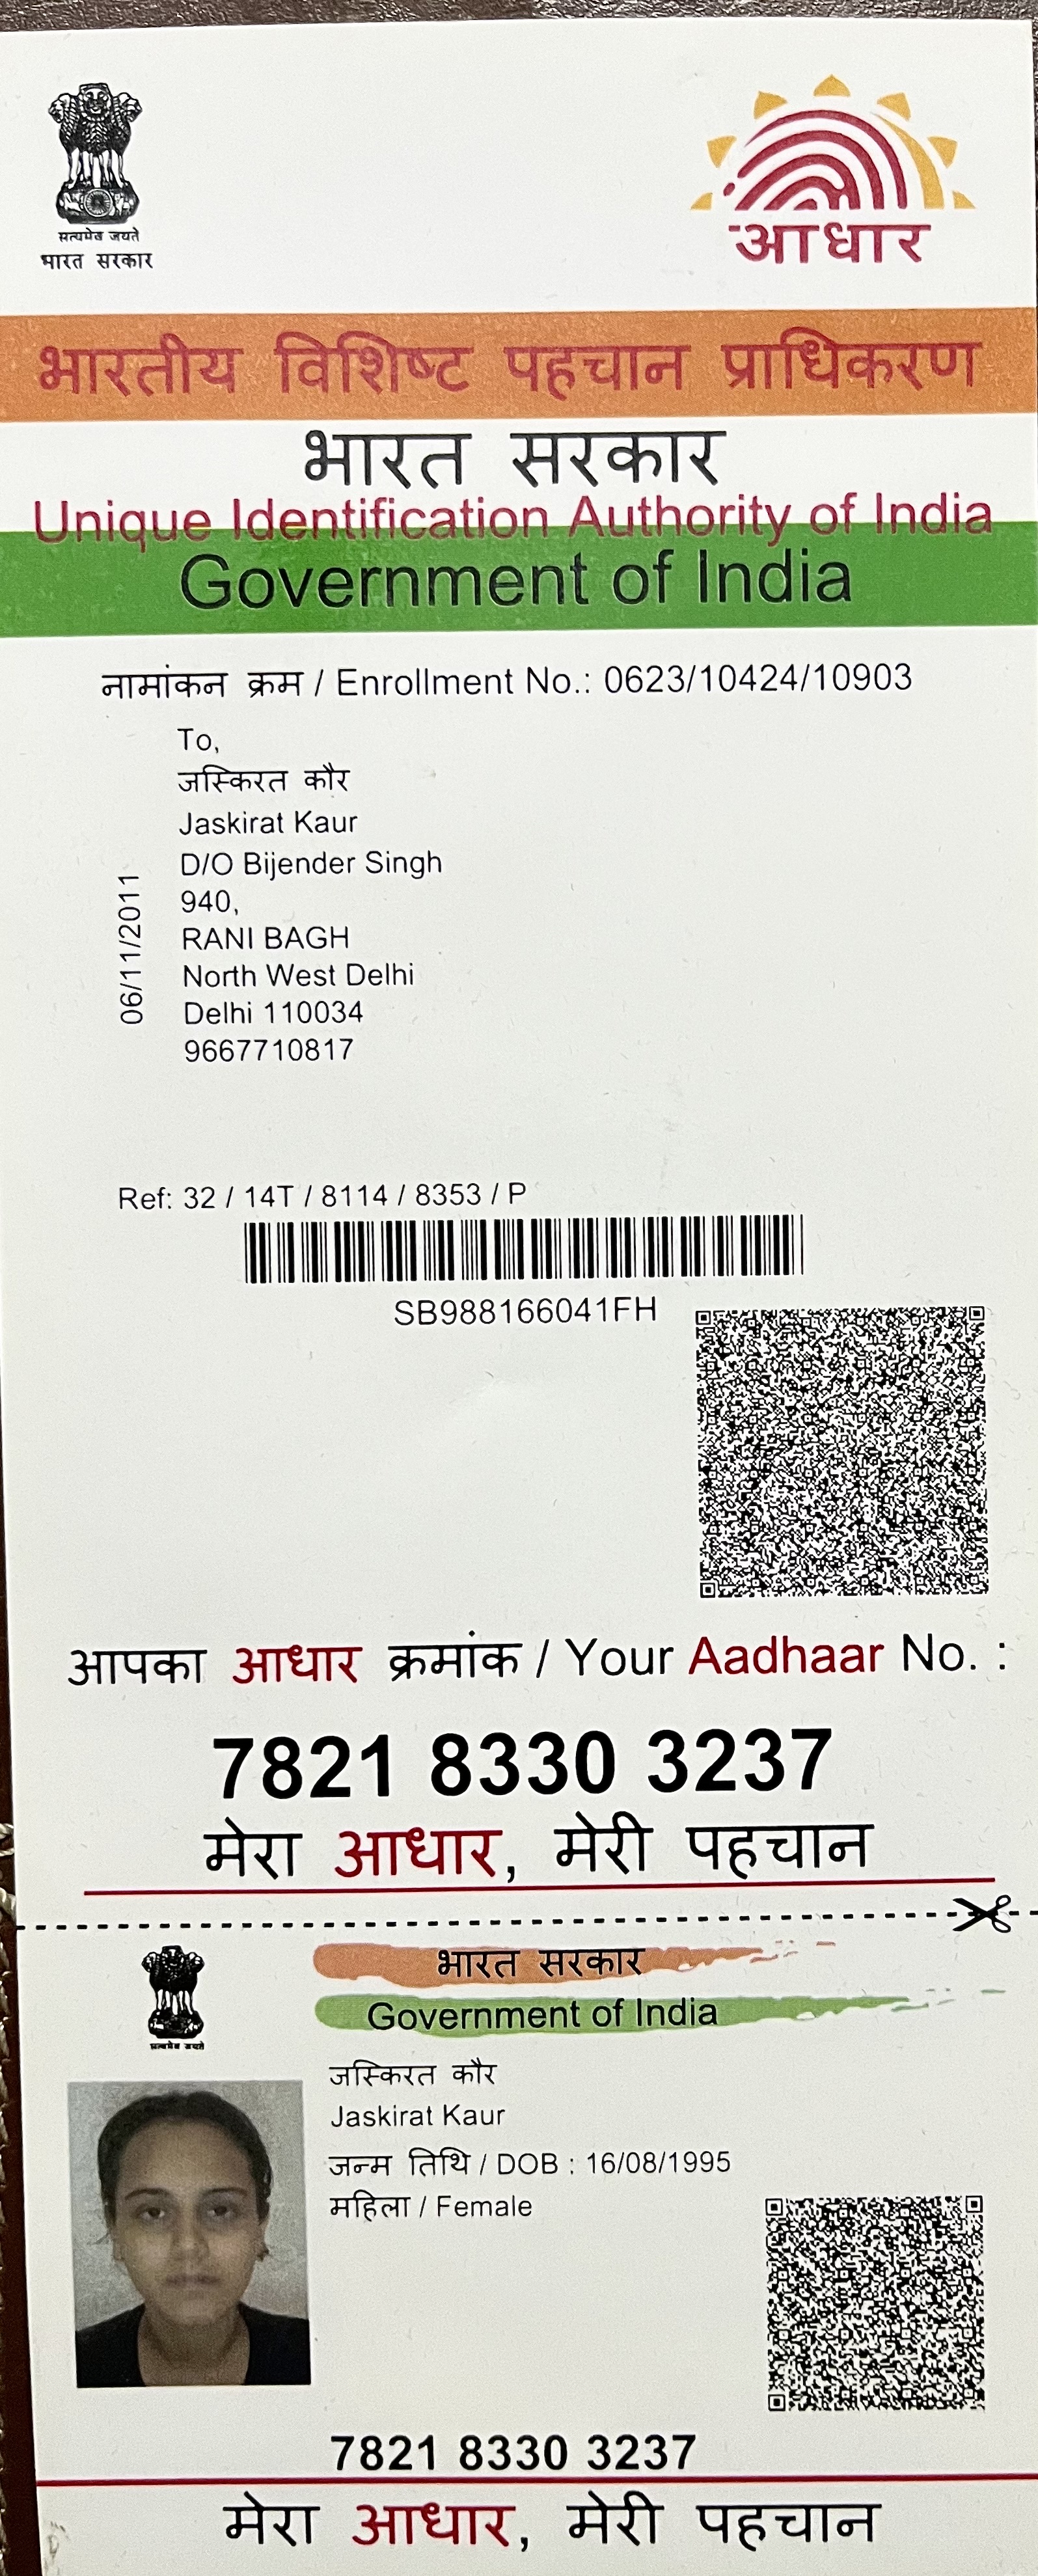 सत्यमेव जयते
भारत सरकार
आधार
भारतीय विशिष्ट पहचान प्राधिकरण
भारत सरकार
Unique Identification Authority of India
Government of India
नामांकन क्रम / Enrollment No.: 0623/10424/10903
To,
जस्किरत कौर
Jaskirat Kaur
D/O Bijender Singh
940,
RANI BAGH
North West Delhi
Delhi 110034
9667710817
06/11/2011
Ref: 32 / 14T / 8114 / 8353 / P
SB988166041FH
आपका आधार क्रमांक / Your Aadhaar No. :
7821 8330 3237
मेरा आधार, मेरी पहचान
भारत सरकार
Government of India
सत्यमेव जयते
जस्किरत कौर
Jaskirat Kaur
जन्म तिथि / DOB : 16/08/1995
महिला / Female
7821 8330 3237
मेरा आधार, मेरी पहचान